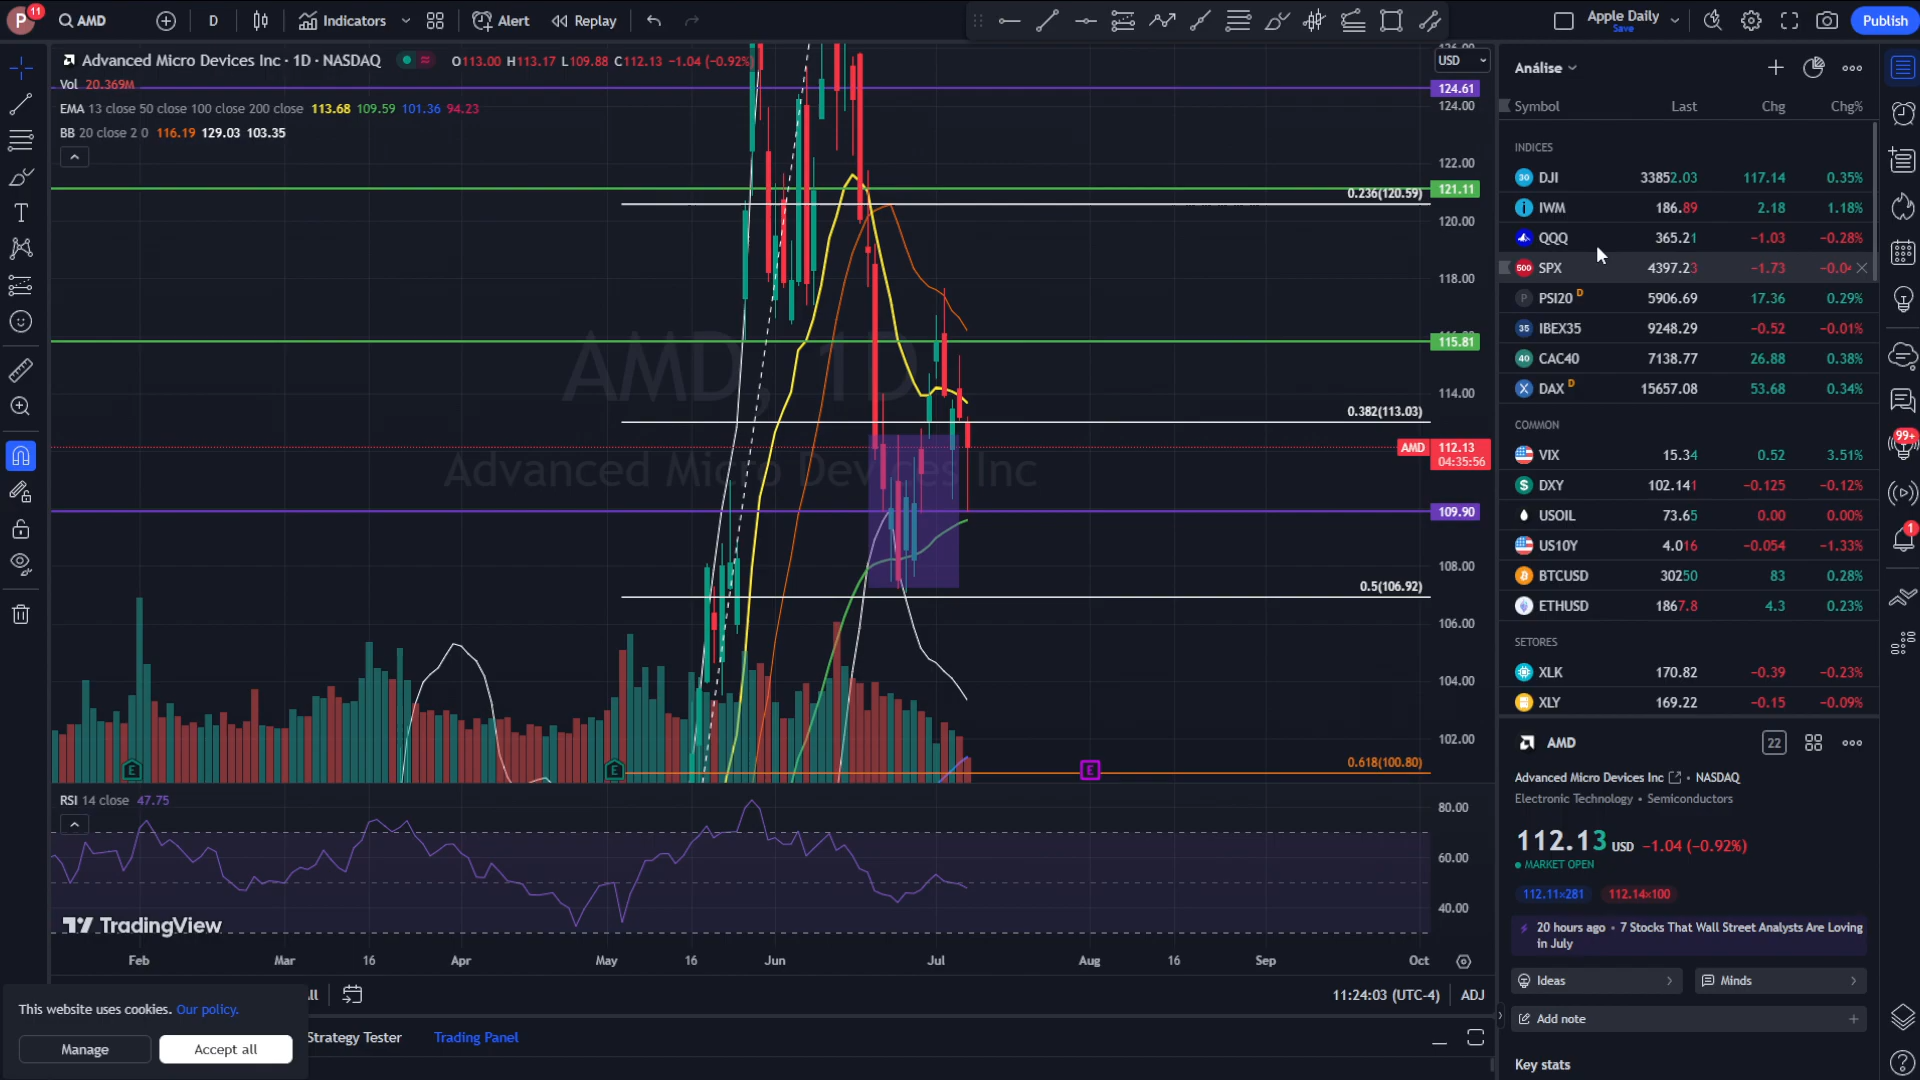 P 11 AMD D Indicators Alert Replay Apple Daily Save Publish
Advanced Micro Devices Inc · 1D · NASDAQ O113.00 H113.17 L109.88 C112.13 −1.04 (−0.92%)
Vol 20.369M
EMA 13 close 50 close 100 close 200 close 113.68 109.59 101.36 94.23
BB 20 close 2 0 116.19 129.03 103.35
AMD, 1D
Advanced Micro Devices Inc
USD
124.61
124.00
122.00
0.236(120.59) 121.11
120.00
118.00
115.81
114.00
0.382(113.03)
AMD 112.13
04:35:56
109.90
108.00
0.5(106.92)
106.00
104.00
102.00
0.618(100.80)
E E E
RSI 14 close 47.75
80.00
60.00
40.00
TradingView
Feb Mar 16 Apr May 16 Jun Jul Aug 16 Sep Oct
11:24:03 (UTC-4) ADJ
This website uses cookies. Our policy.
Manage Accept all
Strategy Tester Trading Panel
Análise
Symbol Last Chg Chg%
INDICES
30 DJI 33852.03 117.14 0.35%
IWM 186.89 2.18 1.18%
QQQ 365.21 −1.03 −0.28%
500 SPX 4397.23 −1.73
P PSI20 D 5906.69 17.36 0.29%
35 IBEX35 9248.29 −0.52 −0.01%
40 CAC40 7138.77 26.88 0.38%
X DAX D 15657.08 53.68 0.34%
COMMON
VIX 15.34 0.52 3.51%
$ DXY 102.141 −0.125 −0.12%
USOIL 73.65 0.00 0.00%
US10Y 4.016 −0.054 −1.33%
BTCUSD 30250 83 0.28%
ETHUSD 1867.8 4.3 0.23%
SETORES
XLK 170.82 −0.39 −0.23%
XLY 169.22 −0.15 −0.09%
AMD 22
Advanced Micro Devices Inc • NASDAQ
Electronic Technology • Semiconductors
112.13 USD −1.04 (−0.92%)
MARKET OPEN
112.11×281 112.14×100
20 hours ago • 7 Stocks That Wall Street Analysts Are Loving
in July
Ideas Minds
Add note
Key stats
99+
1